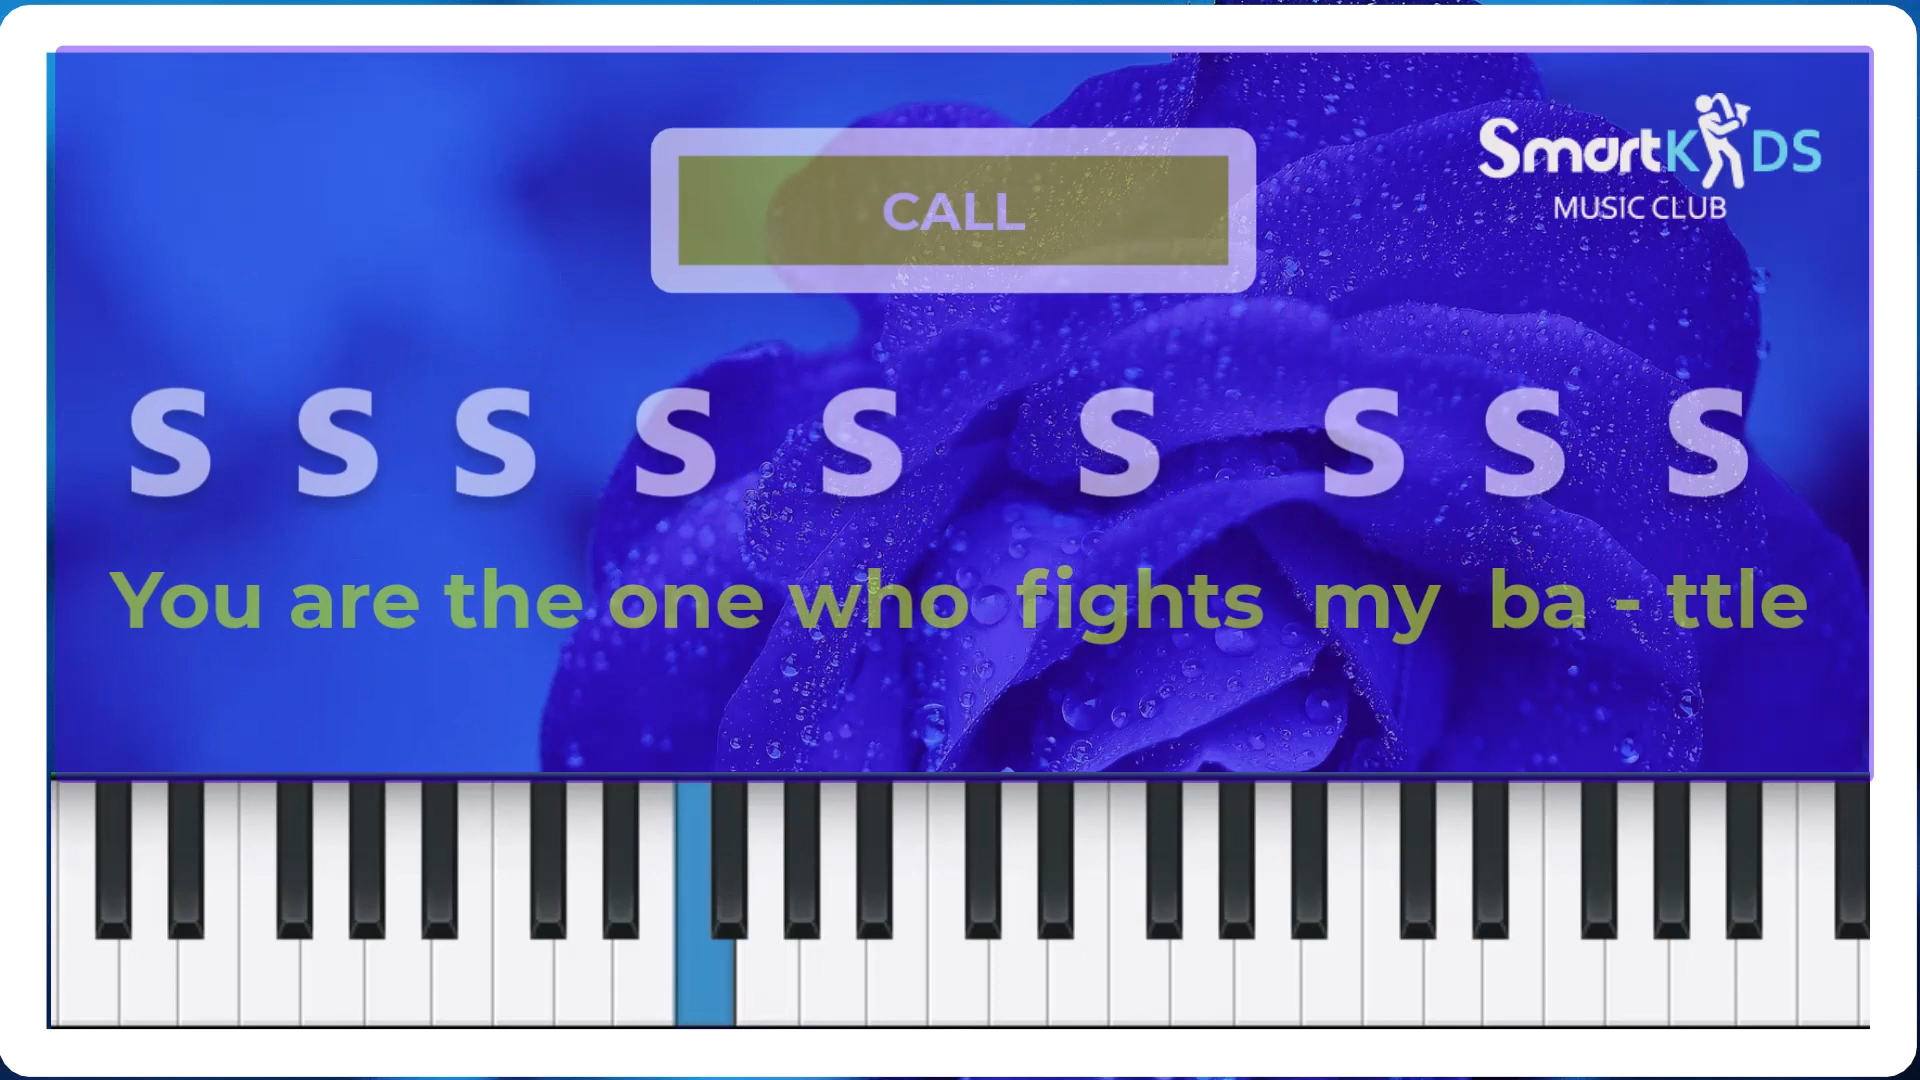 SmartKIDS
MUSIC CLUB
CALL
S S S S S S S S S
You are the one who fights my ba - ttle